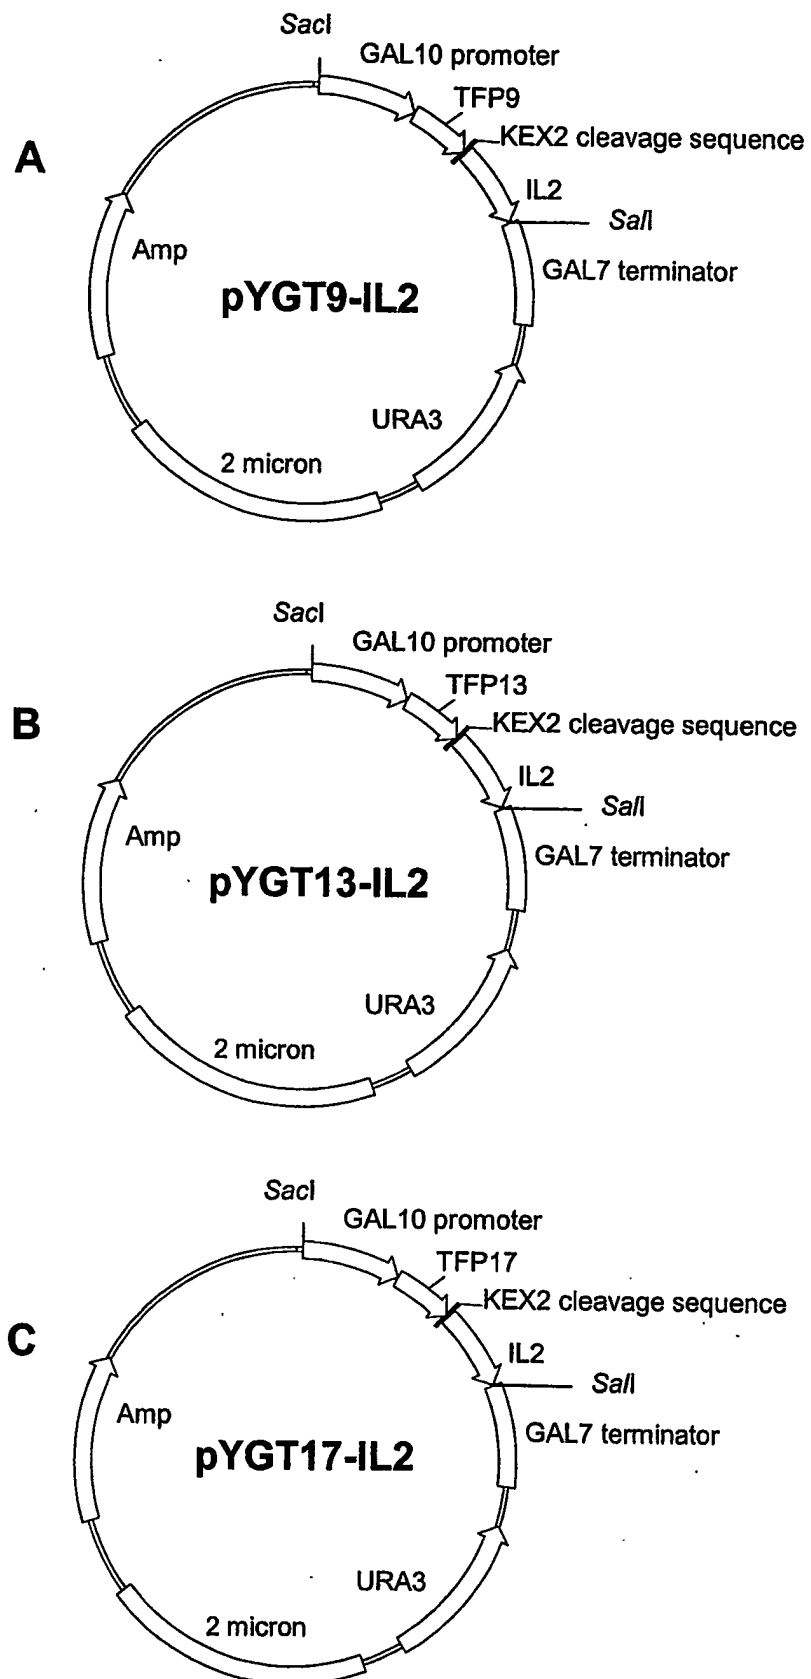 SacI
GAL10 promoter
TFP9
KEX2 cleavage sequence
A
IL2
SalI
Amp
GAL7 terminator
pYGT9-IL2
URA3
2 micron
SacI
GAL10 promoter
TFP13
B
KEX2 cleavage sequence
IL2
SalI
Amp
GAL7 terminator
pYGT13-IL2
URA3
2 micron
SacI
GAL10 promoter
TFP17
KEX2 cleavage sequence
C
IL2
SalI
Amp
GAL7 terminator
pYGT17-IL2
URA3
2 micron